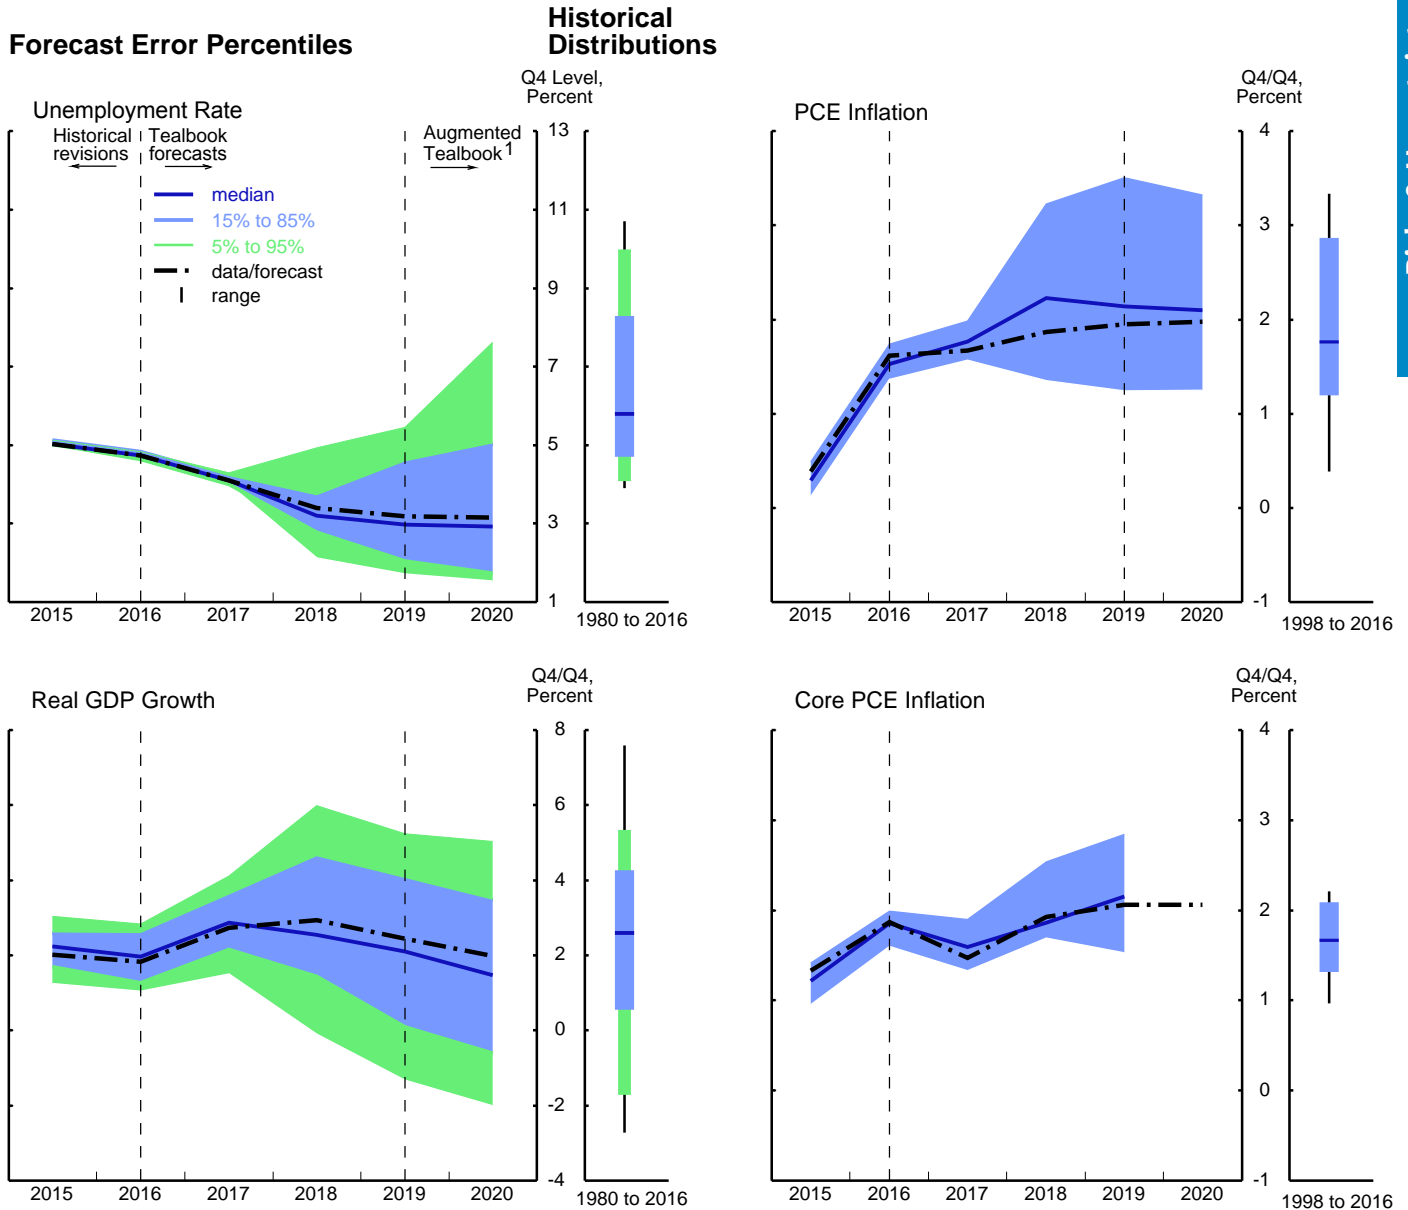 Forecast Error Percentiles
Historical
Distributions
Unemployment Rate
Q4 Level,
Percent
Historical
revisions
Tealbook
forecasts
Augmented
Tealbook1
median
15% to 85%
5% to 95%
data/forecast
range
13
11
9
7
5
3
1
2015 2016 2017 2018 2019 2020
1980 to 2016
PCE Inflation
Q4/Q4,
Percent
4
3
2
1
0
-1
2015 2016 2017 2018 2019 2020
1998 to 2016
Real GDP Growth
Q4/Q4,
Percent
8
6
4
2
0
-2
-4
2015 2016 2017 2018 2019 2020
1980 to 2016
Core PCE Inflation
Q4/Q4,
Percent
4
3
2
1
0
-1
2015 2016 2017 2018 2019 2020
1998 to 2016